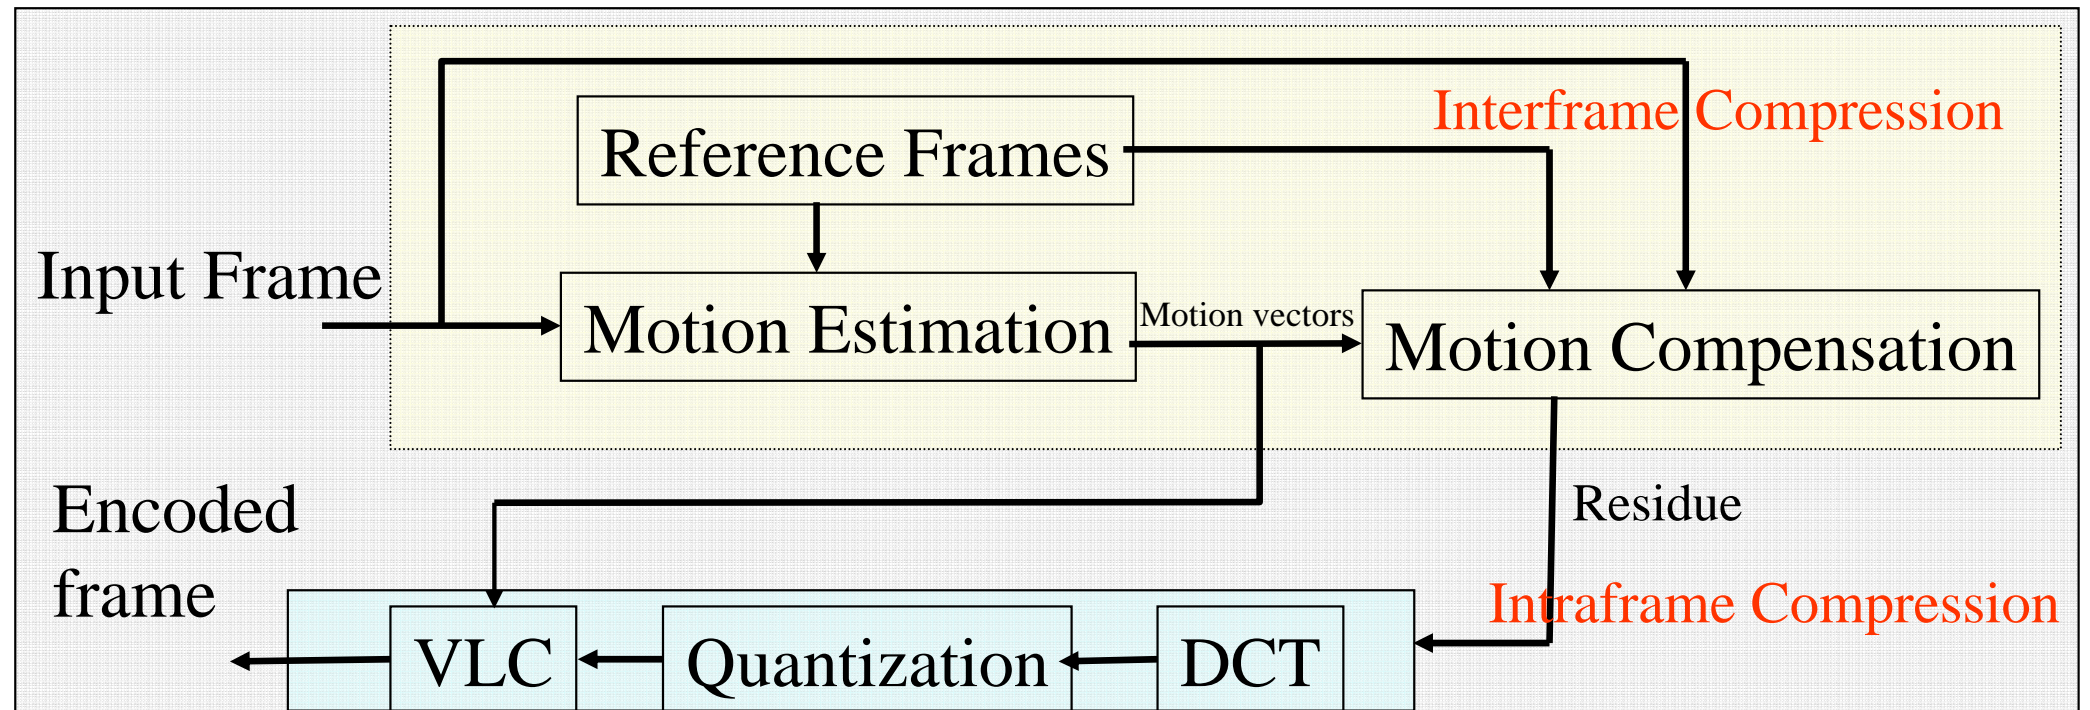 Interframe Compression
Reference Frames
Input Frame
Motion Estimation
Motion vectors
Motion Compensation
Encoded
frame
Residue
Intraframe Compression
VLC
Quantization
DCT